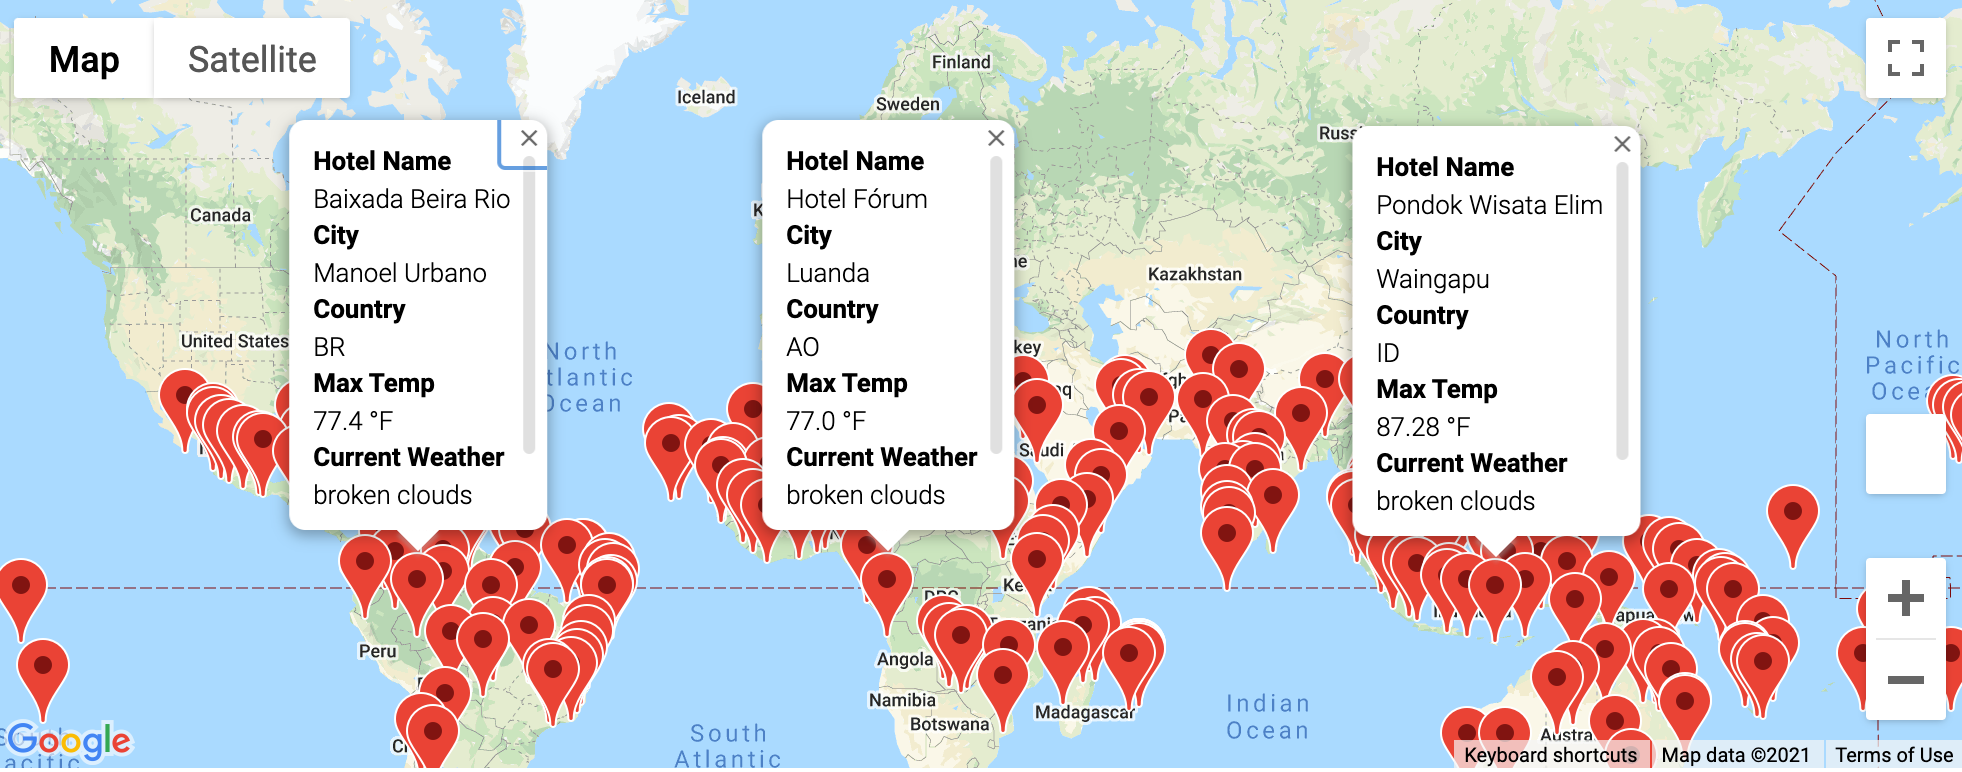 Map
Satellite
Finland
Iceland
Sweden
Canada
United States
Kazakhstan
North
Pacific
North
Ocean
Hotel Name
Baixada Beira Rio
City
Manoel Urbano
Country
BR
Max Temp
77.4 °F
Current Weather
broken clouds
Hotel Name
Hotel Fórum
City
Luanda
Country
AO
Max Temp
77.0 °F
Current Weather
broken clouds
Hotel Name
Pondok Wisata Elim
City
Waingapu
Country
ID
Max Temp
87.28 °F
Current Weather
broken clouds
Saudi
Peru
Angola
Namibia
Botswana
Madagascar
Indian
Ocean
South
Atlantic
Google
Keyboard shortcuts
Map data ©2021
Terms of Use